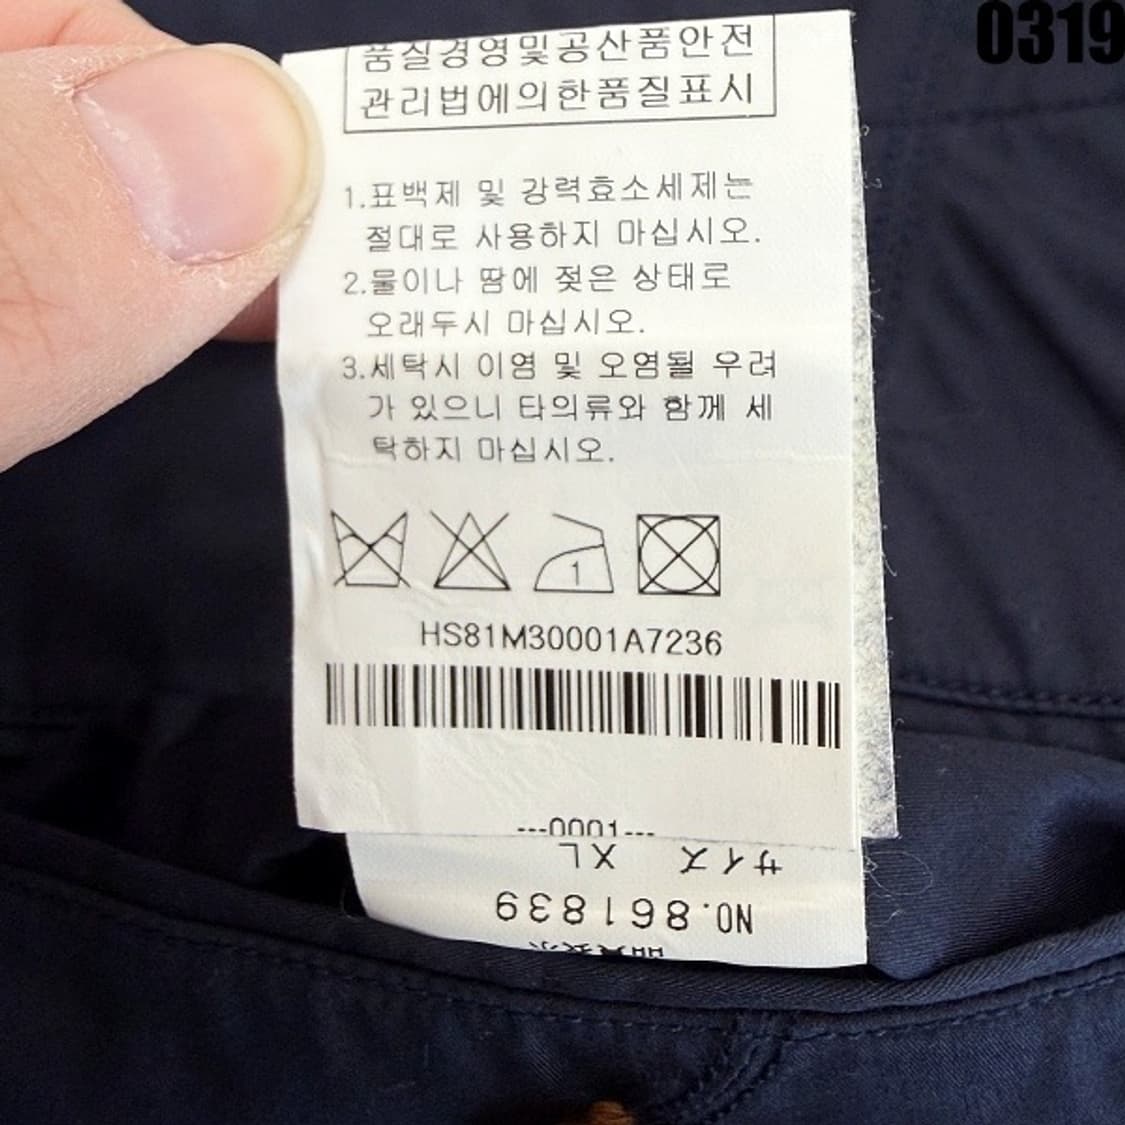 0319
품질경영및공산품안전
관리법에의한품질표시
1.표백제 및 강력효소세제는
절대로 사용하지 마십시오.
2.물이나 땀에 젖은 상태로
오래두시 마십시오.
3.세탁시 이염 및 오염될 우려
가 있으니 타의류와 함께 세
탁하지 마십시오.
1
HS81M30001A7236
---1000---
サイズ XL
NO.861839
品質表示